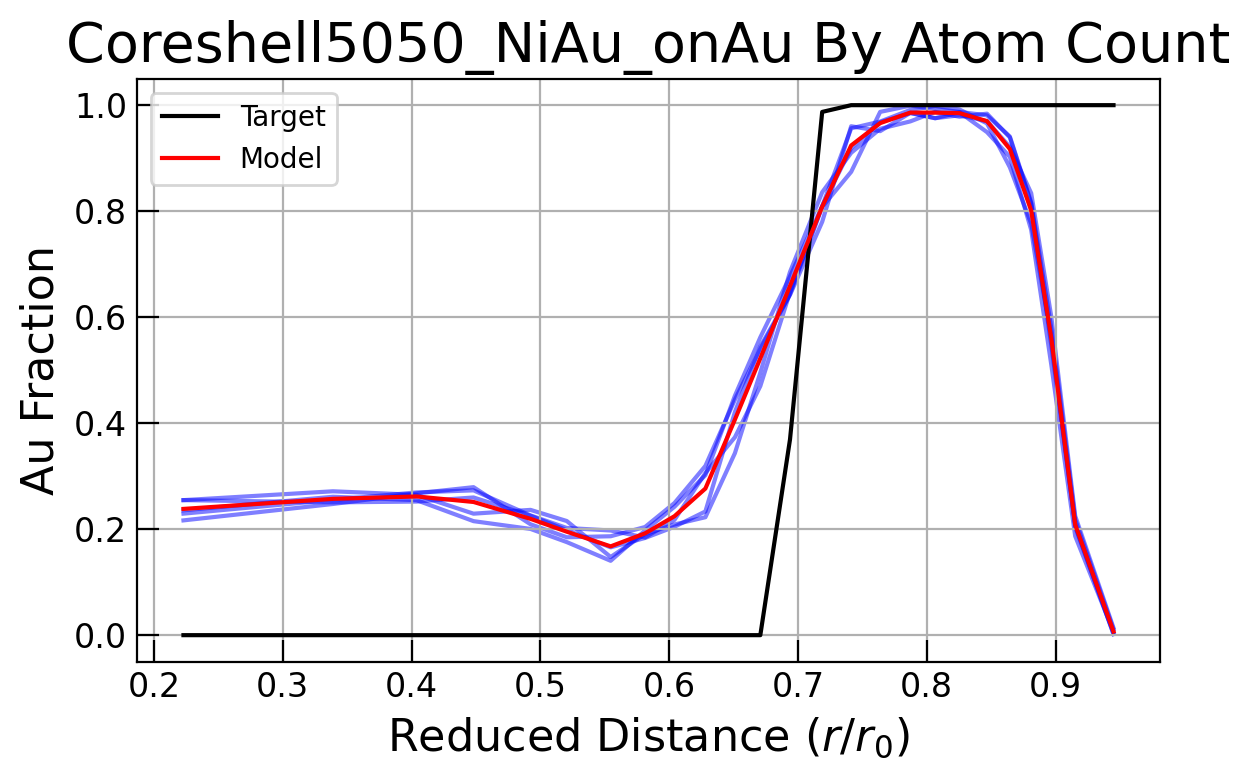 Coreshell5050_NiAu_onAu By Atom Count
Target
Model
1.0
0.8
0.6
0.4
0.2
0.0
Au Fraction
0.2 0.3 0.4 0.5 0.6 0.7 0.8 0.9
Reduced Distance (r/r₀)